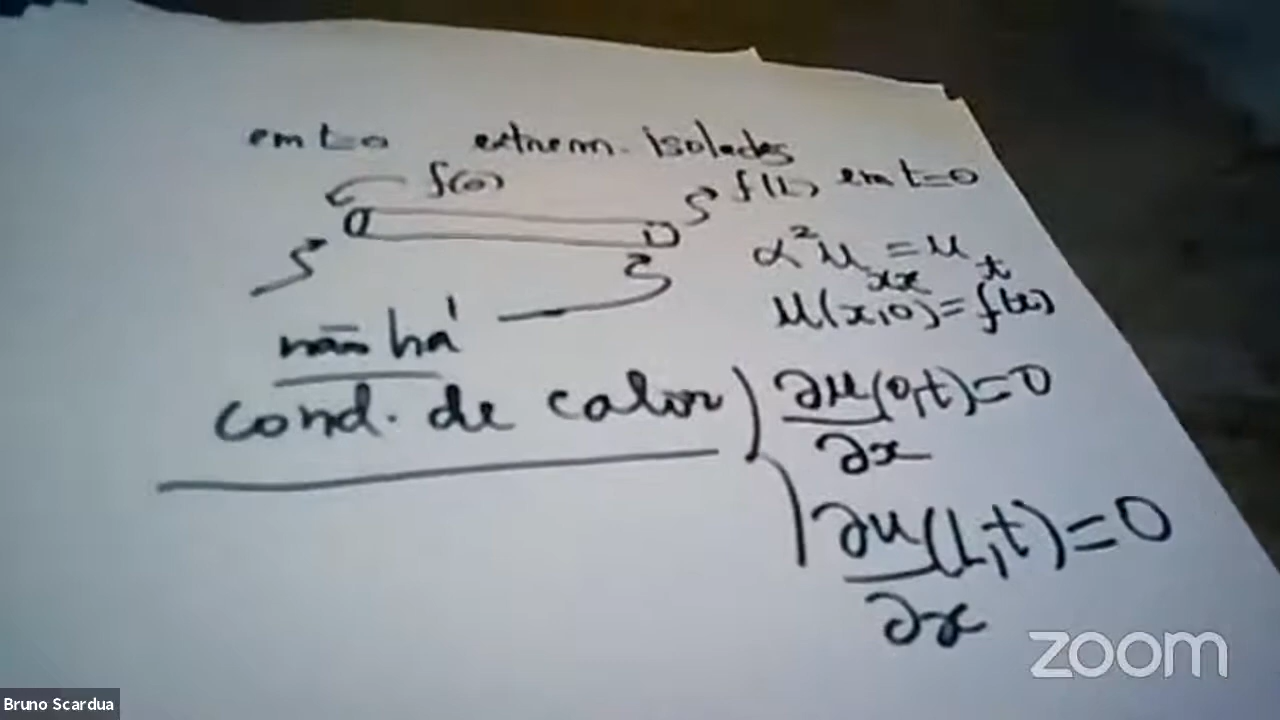 em t=0 extrem. isolados
f(0) f(L) em t=0
α²u_xx = u_t
u(x,0)=f(x)
não há
cond. de calor
∂u/∂x (0,t)=0
∂u/∂x (L,t)=0
zoom
Bruno Scardua